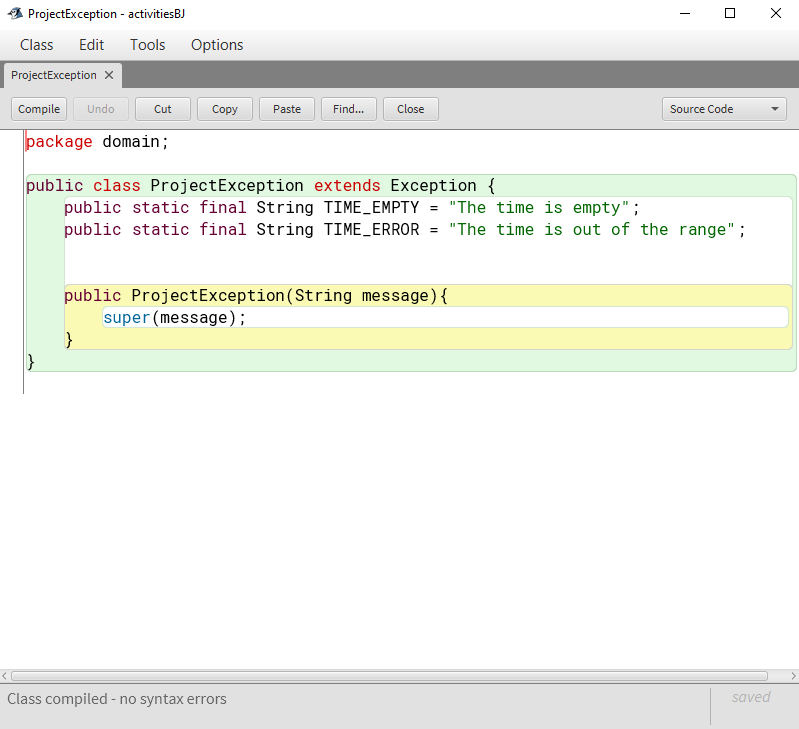 ProjectException - activitiesBJ
Class Edit Tools Options
ProjectException
Compile Undo Cut Copy Paste Find... Close Source Code
package domain;
public class ProjectException extends Exception {
    public static final String TIME_EMPTY = "The time is empty";
    public static final String TIME_ERROR = "The time is out of the range";
    public ProjectException(String message){
        super(message);
    }
}
Class compiled - no syntax errors
saved